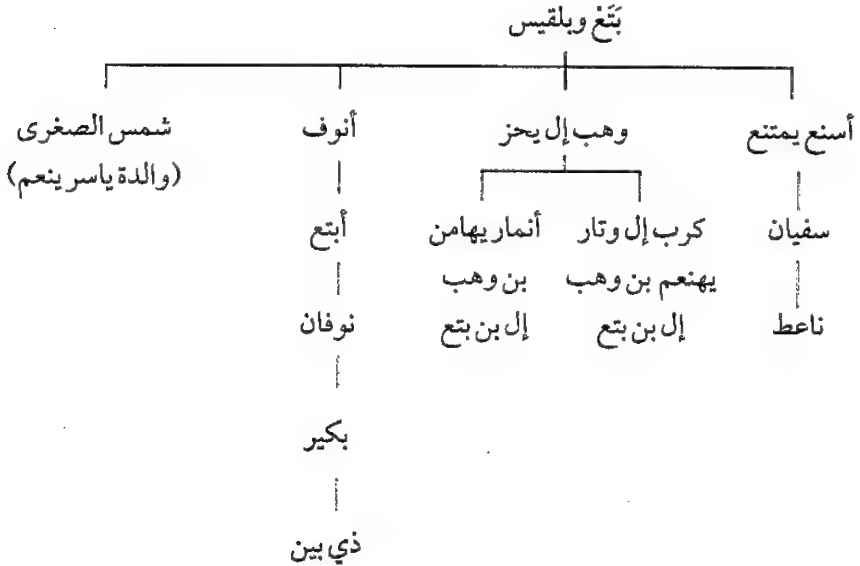 بَتَعْ وبلقيس
أسنع يمتنع
وهب إل يحز
أنوف
شمس الصغرى
(والدة ياسر ينعم)
سفيان
كرب إل وتار
أنمار يهامن
أبتع
يهنعم بن وهب
بن وهب
ناعط
إل بن بتع
إل بن بتع
نوفان
بكير
ذي بين